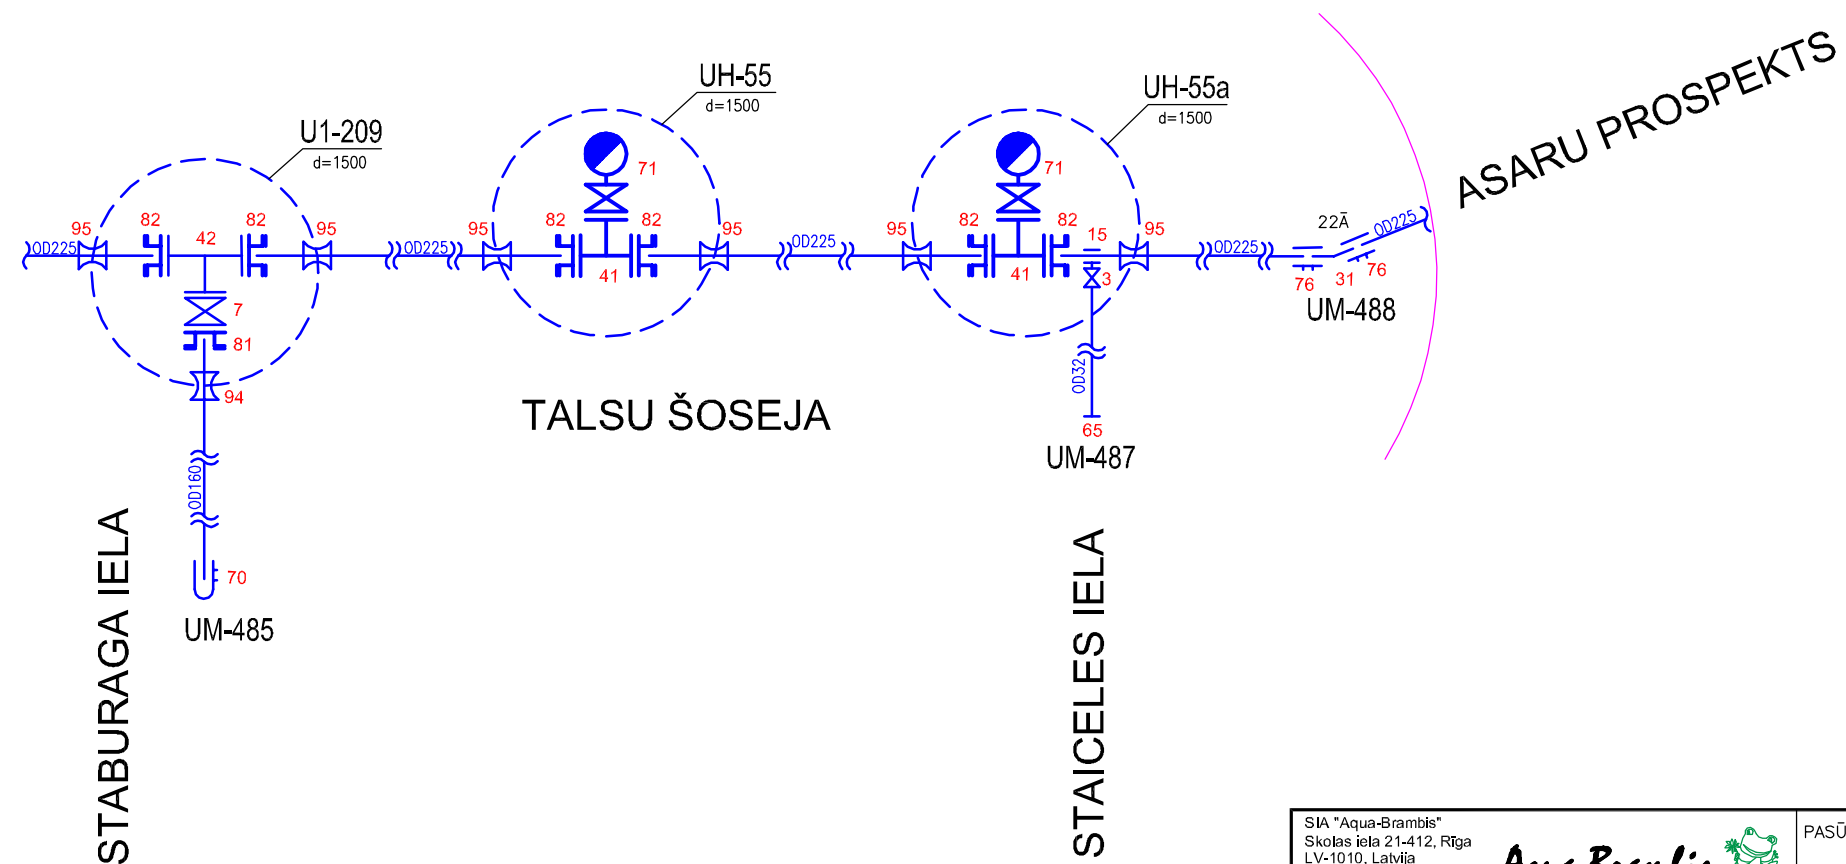 ASARU PROSPEKTS
UH-55
d=1500
UH-55a
d=1500
U1-209
d=1500
71
71
95
82
42
82
95
95
82
82
95
95
82
82
15
95
22Ā
OD225
OD225
OD225
OD225
OD225
41
41
3
76
31
76
7
UM-488
81
94
OD32
TALSU ŠOSEJA
65
UM-487
OD160
70
UM-485
STABURAGA IELA
STAICELES IELA
SIA "Aqua-Brambis"
Skolas iela 21-412, Rīga
LV-1010, Latvija
PASŪ